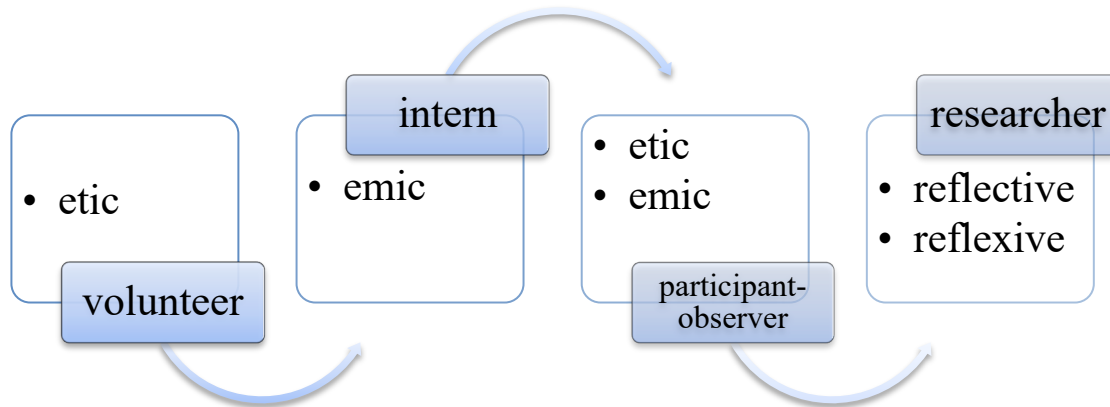 • etic
volunteer
intern
• emic
• etic
• emic
participant-
observer
researcher
• reflective
• reflexive